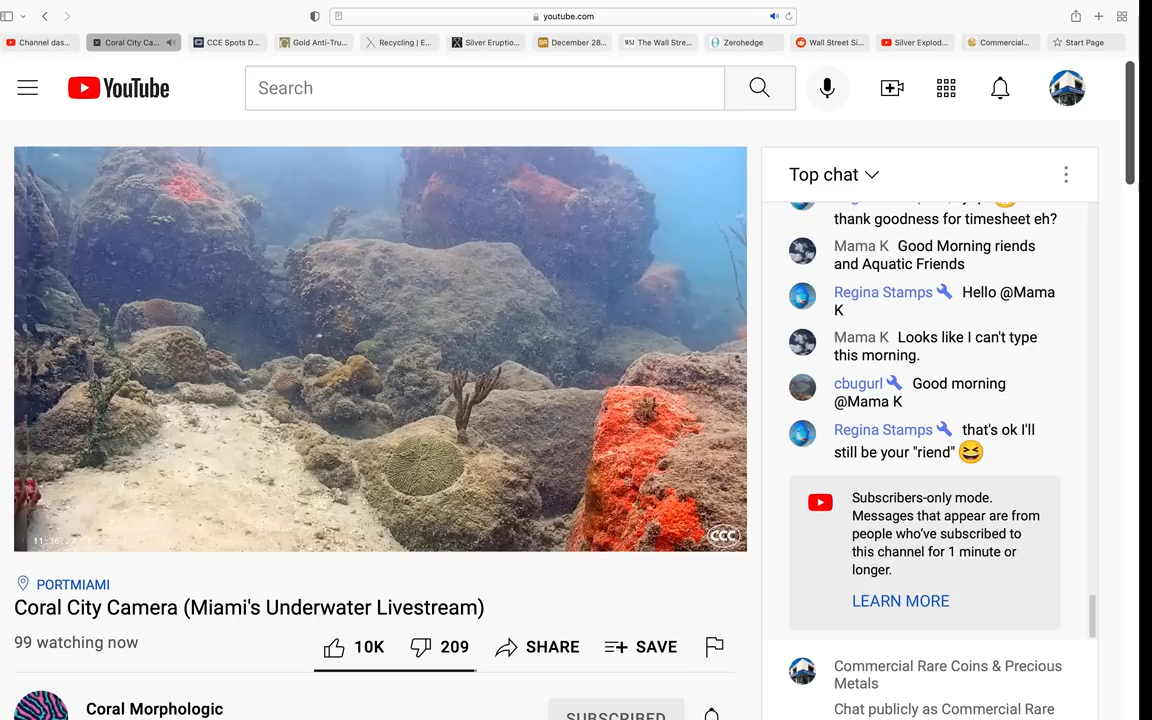 youtube.com
Channel das...
Coral City Ca...
CCE Spots D...
Gold Anti-Tru...
Recycling | E...
Silver Eruptio...
December 28...
The Wall Stre...
Zerohedge
Wall Street Si...
Silver Explod...
Commercial...
Start Page
YouTube
Search
Top chat
thank goodness for timesheet eh?
Mama K Good Morning riends
and Aquatic Friends
Regina Stamps Hello @Mama
K
Mama K Looks like I can't type
this morning.
cbugurl Good morning
@Mama K
Regina Stamps that's ok I'll
still be your "riend"
Subscribers-only mode.
Messages that appear are from
people who've subscribed to
this channel for 1 minute or
longer.
LEARN MORE
Commercial Rare Coins & Precious
Metals
Chat publicly as Commercial Rare
CCC
PORTMIAMI
Coral City Camera (Miami's Underwater Livestream)
99 watching now
10K
209
SHARE
SAVE
Coral Morphologic
SUBSCRIBED